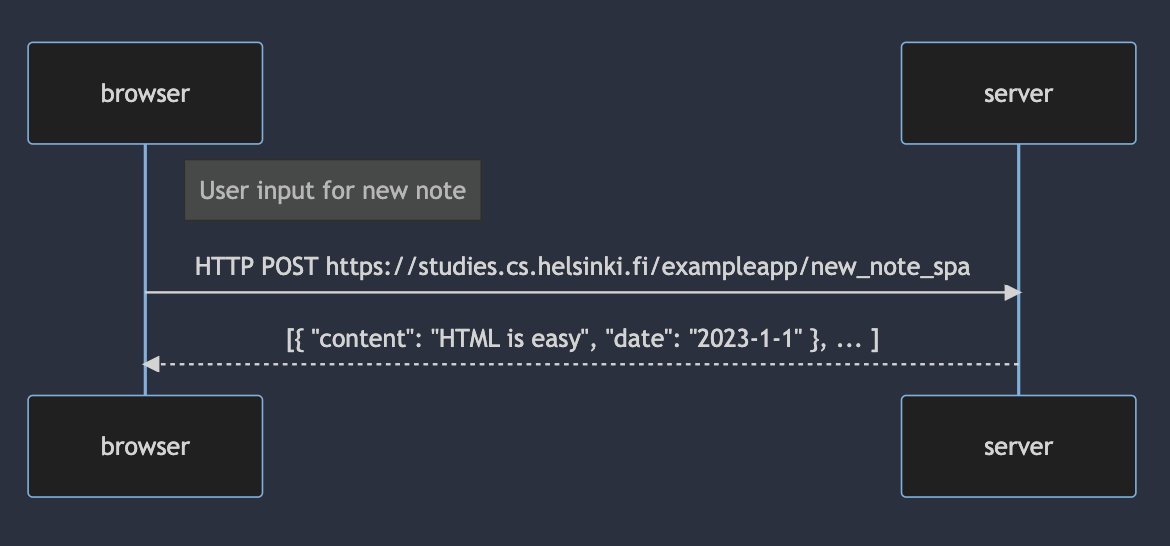 browser
server
User input for new note
HTTP POST https://studies.cs.helsinki.fi/exampleapp/new_note_spa
[{ "content": "HTML is easy", "date": "2023-1-1" }, ... ]
browser
server